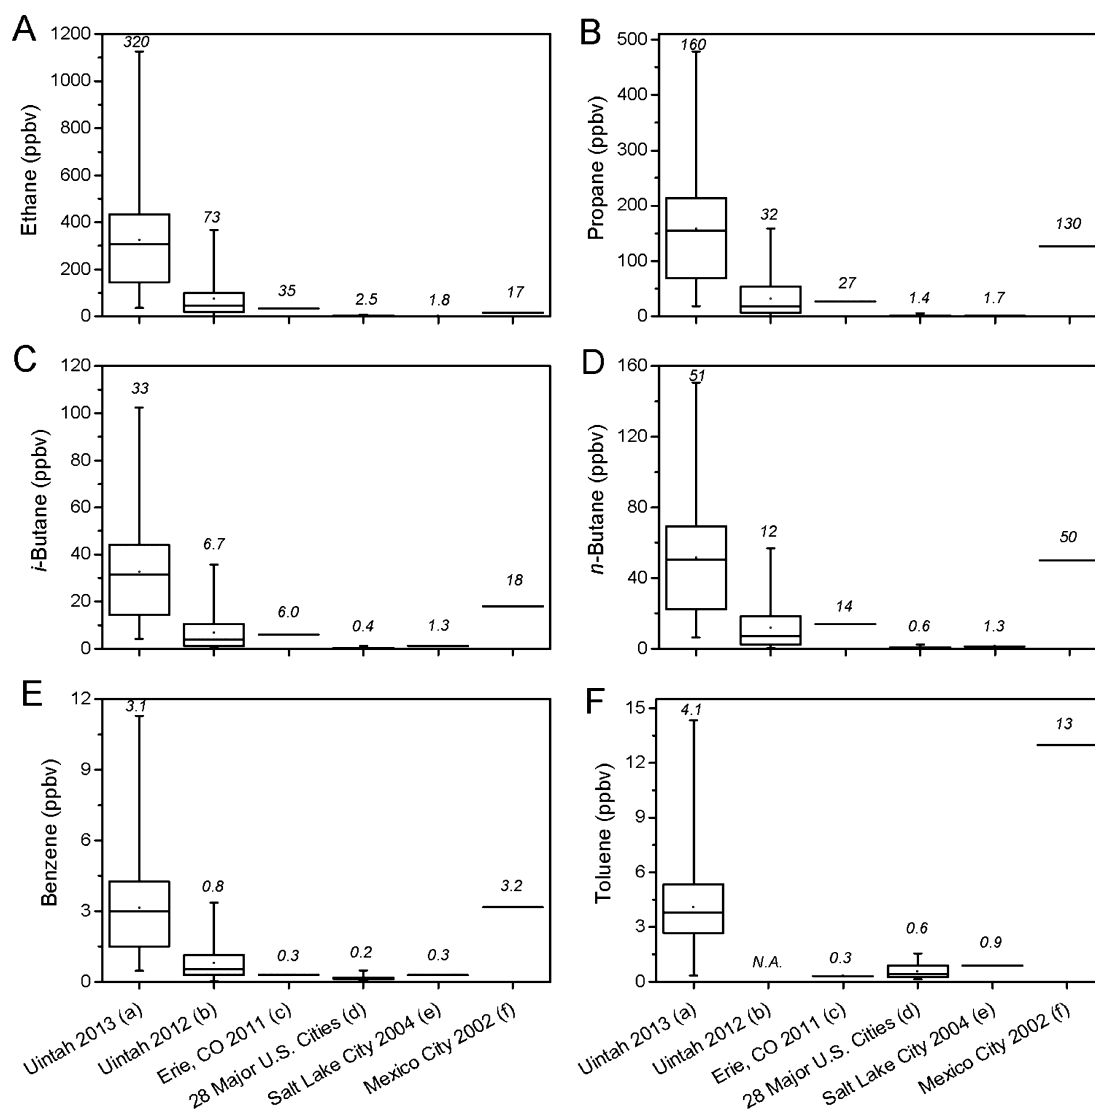 A
B
Ethane (ppbv)
1200
1000
800
600
400
200
0
320
73
35
2.5
1.8
17
Propane (ppbv)
500
400
300
200
100
0
160
32
27
1.4
1.7
130
C
D
i-Butane (ppbv)
120
100
80
60
40
20
0
33
6.7
6.0
0.4
1.3
18
n-Butane (ppbv)
160
120
80
40
0
51
12
14
0.6
1.3
50
E
F
Benzene (ppbv)
12
9
6
3
0
3.1
0.8
0.3
0.2
0.3
3.2
Toluene (ppbv)
15
12
9
6
3
0
4.1
N.A.
0.3
0.6
0.9
13
Uintah 2013 (a)
Uintah 2012 (b)
Erie, CO 2011 (c)
28 Major U.S. Cities (d)
Salt Lake City 2004 (e)
Mexico City 2002 (f)
Uintah 2013 (a)
Uintah 2012 (b)
Erie, CO 2011 (c)
28 Major U.S. Cities (d)
Salt Lake City 2004 (e)
Mexico City 2002 (f)